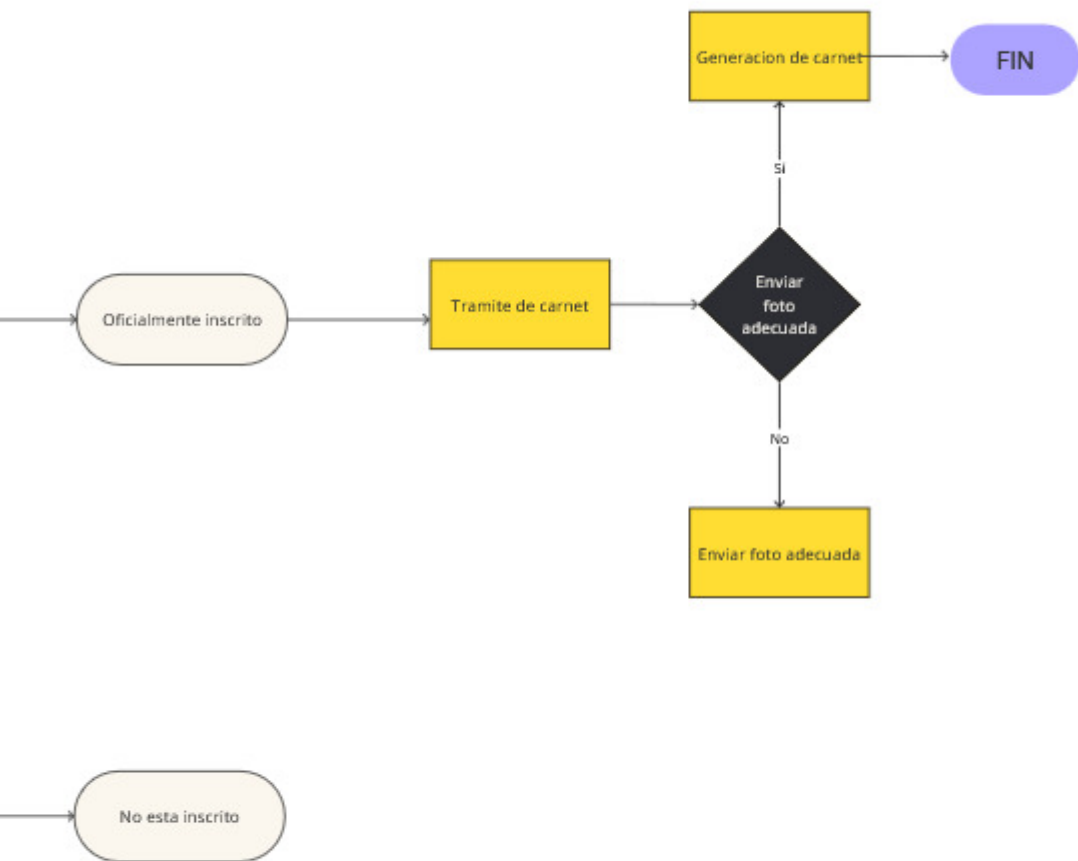 Generacion de carnet
FIN
Si
Enviar
foto
adecuada
Oficialmente inscrito
Tramite de carnet
No
Enviar foto adecuada
No esta inscrito